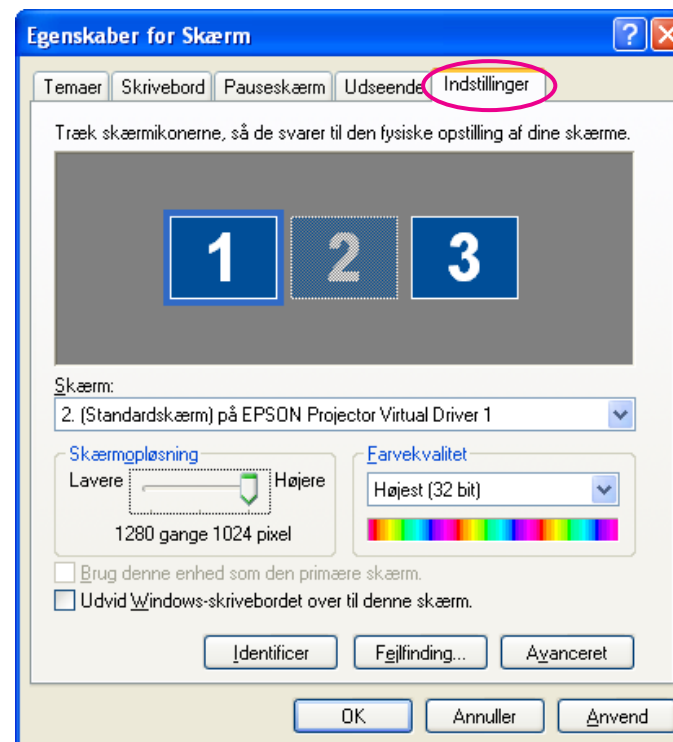 Egenskaber for Skærm
Temaer Skrivebord Pauseskærm Udseende Indstillinger
Træk skærmikonerne, så de svarer til den fysiske opstilling af dine skærme.
1 2 3
Skærm:
2. (Standardskærm) på EPSON Projector Virtual Driver 1
Skærmopløsning Farvekvalitet
Lavere Højere Højest (32 bit)
1280 gange 1024 pixel
Brug denne enhed som den primære skærm.
Udvid Windows-skrivebordet over til denne skærm.
Identificer Fejlfinding... Avanceret
OK Annuller Anvend